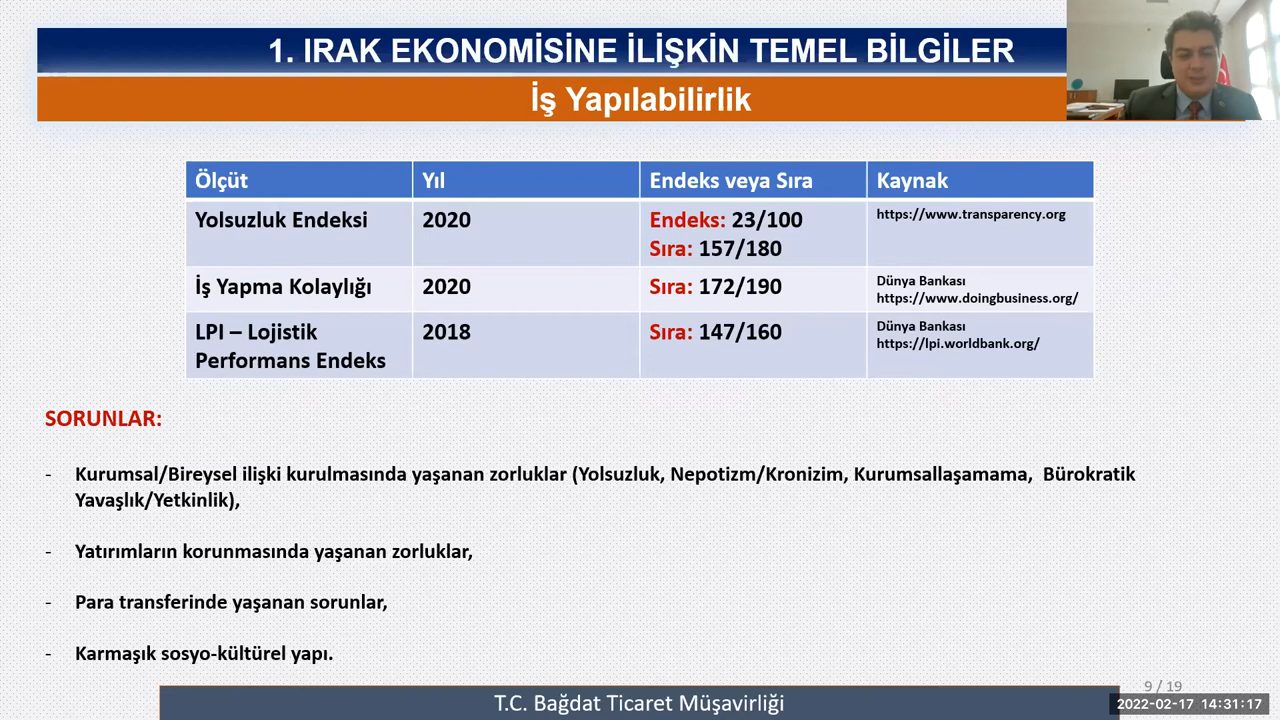 1. IRAK EKONOMİSİNE İLİŞKİN TEMEL BİLGİLER
İş Yapılabilirlik
Ölçüt Yıl Endeks veya Sıra Kaynak
Yolsuzluk Endeksi 2020 Endeks: 23/100 https://www.transparency.org
Sıra: 157/180
İş Yapma Kolaylığı 2020 Sıra: 172/190 Dünya Bankası
https://www.doingbusiness.org/
LPI – Lojistik 2018 Sıra: 147/160 Dünya Bankası
Performans Endeks https://lpi.worldbank.org/
SORUNLAR:
- Kurumsal/Bireysel ilişki kurulmasında yaşanan zorluklar (Yolsuzluk, Nepotizm/Kronizim, Kurumsallaşamama, Bürokratik
Yavaşlık/Yetkinlik),
- Yatırımların korunmasında yaşanan zorluklar,
- Para transferinde yaşanan sorunlar,
- Karmaşık sosyo-kültürel yapı.
T.C. Bağdat Ticaret Müşavirliği
9 / 19
2022-02-17 14:31:17